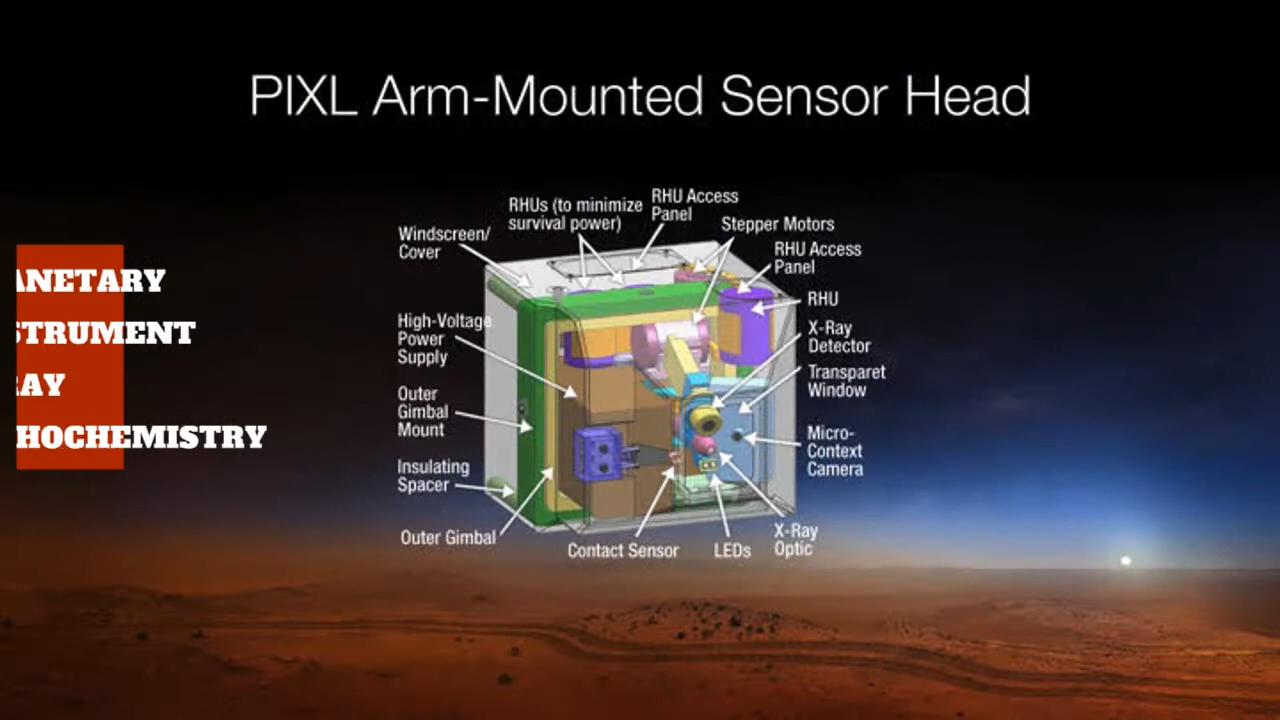 PIXL Arm-Mounted Sensor Head
RHUs (to minimize
survival power)
RHU Access
Panel
Stepper Motors
Windscreen/
Cover
RHU Access
Panel
RHU
High-Voltage
Power
Supply
X-Ray
Detector
Transparet
Window
Outer
Gimbal
Mount
Micro-
Context
Camera
Insulating
Spacer
Outer Gimbal
Contact Sensor
LEDs
X-Ray
Optic
ANETARY
STRUMENT
AY
HOCHEMISTRY